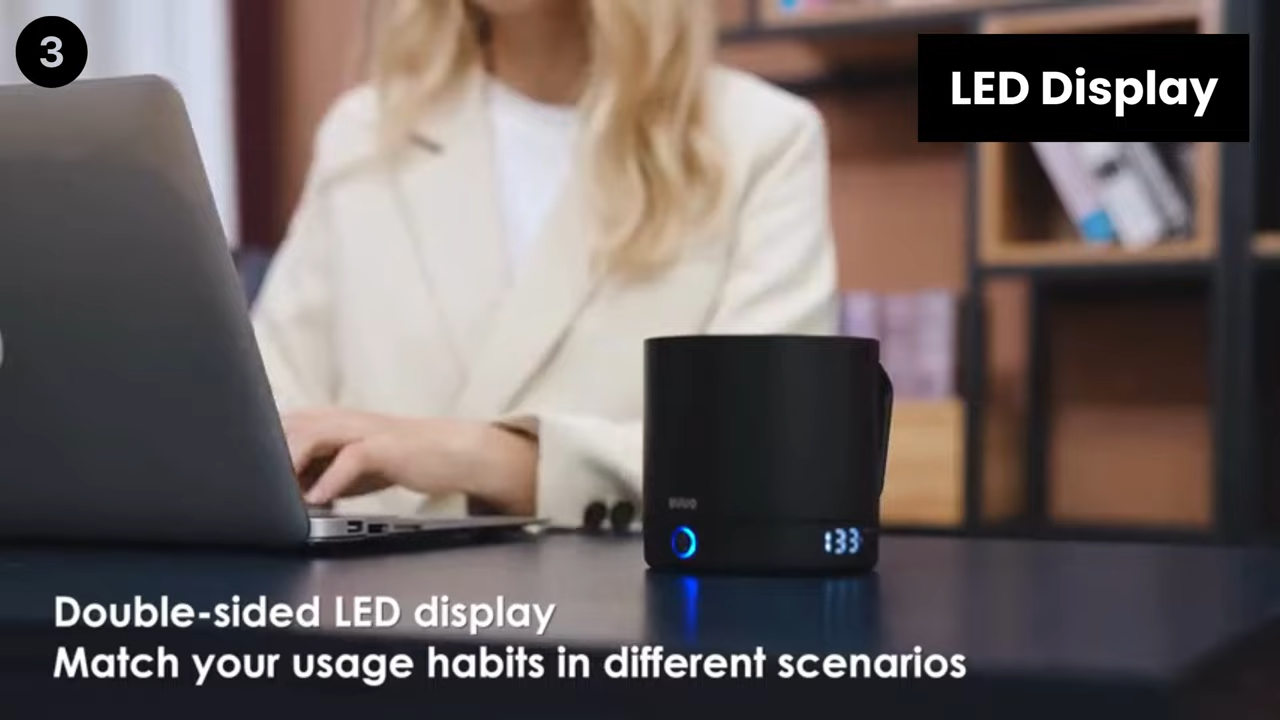 3
LED Display
133
Double-sided LED display
Match your usage habits in different scenarios